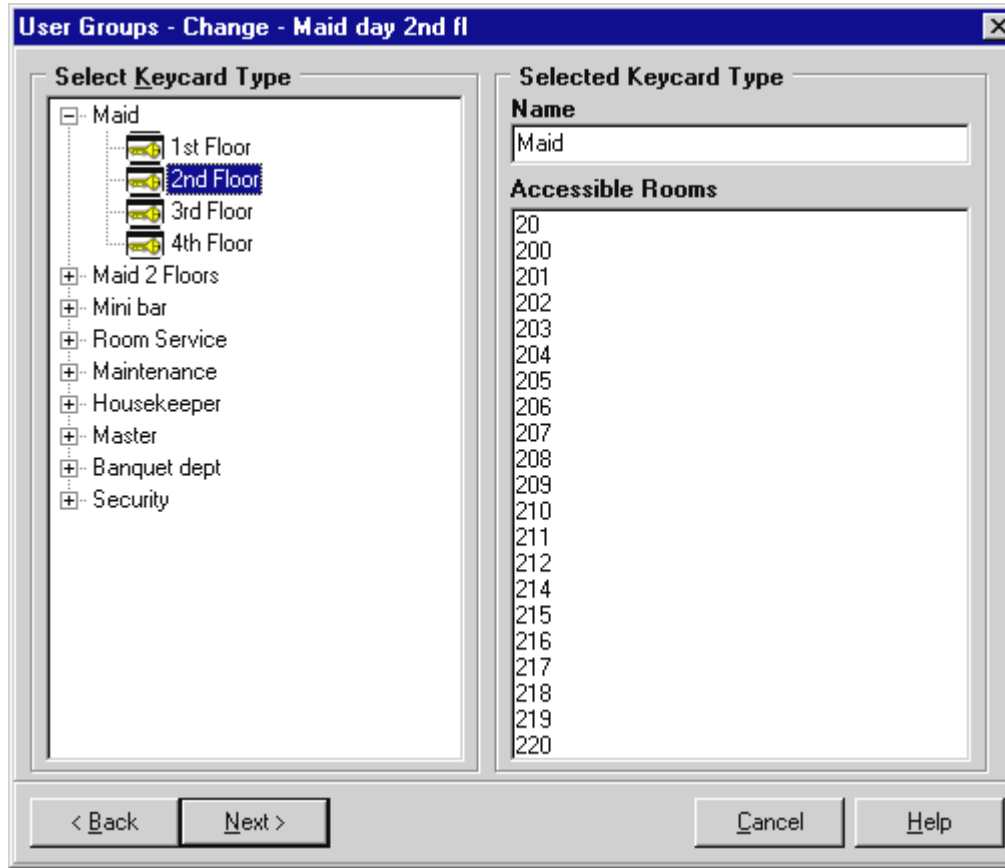 User Groups - Change - Maid day 2nd fl
Select Keycard Type
Maid
1st Floor
2nd Floor
3rd Floor
4th Floor
Maid 2 Floors
Mini bar
Room Service
Maintenance
Housekeeper
Master
Banquet dept
Security
Selected Keycard Type
Name
Maid
Accessible Rooms
20
200
201
202
203
204
205
206
207
208
209
210
211
212
214
215
216
217
218
219
220
< Back
Next >
Cancel
Help